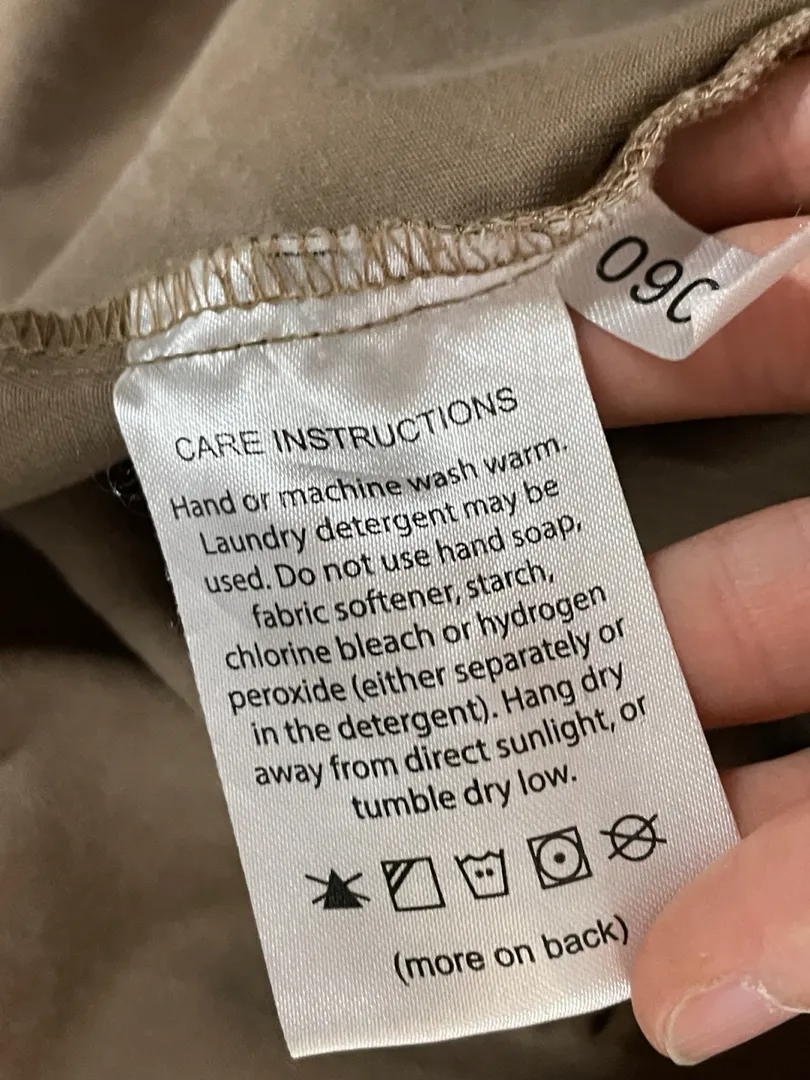 09C
CARE INSTRUCTIONS
Hand or machine wash warm.
Laundry detergent may be
used. Do not use hand soap,
fabric softener, starch,
chlorine bleach or hydrogen
peroxide (either separately or
in the detergent). Hang dry
away from direct sunlight, or
tumble dry low.
(more on back)